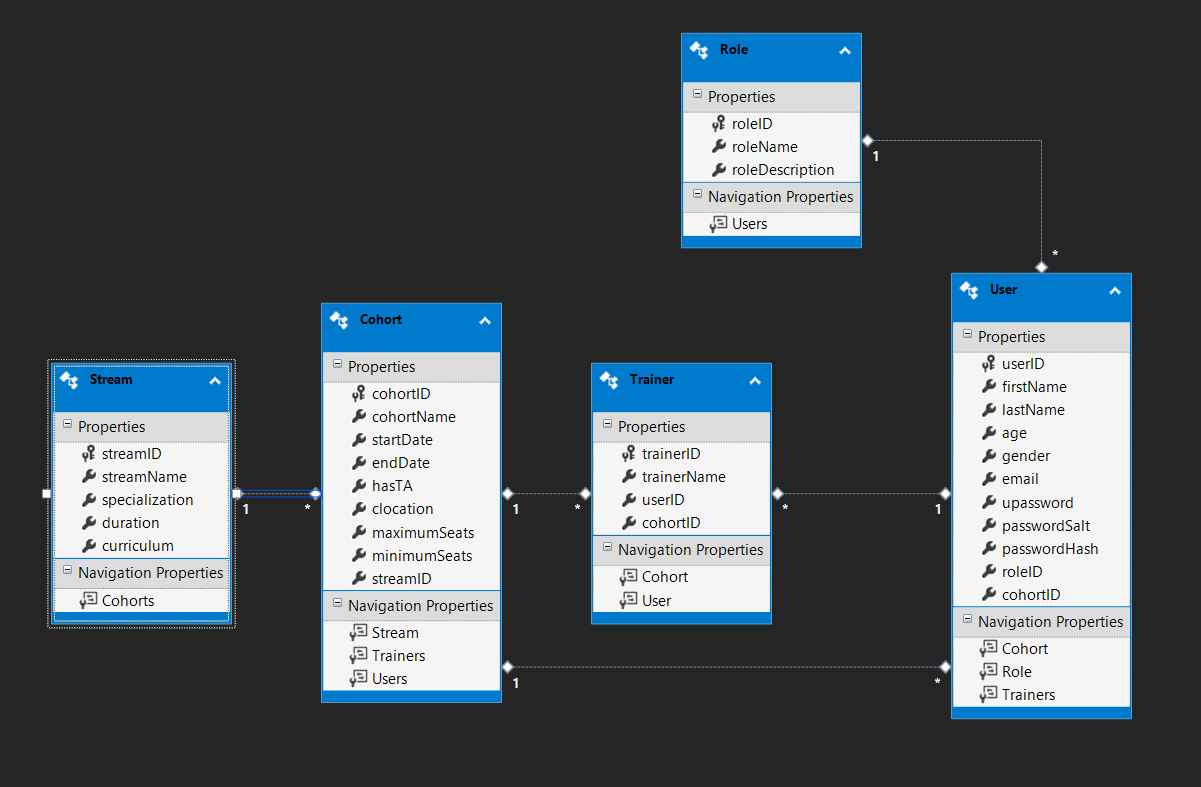 Role
Properties
roleID
roleName
roleDescription
Navigation Properties
Users
1
*
User
Properties
userID
firstName
lastName
age
gender
email
upassword
passwordSalt
passwordHash
roleID
cohortID
Navigation Properties
Cohort
Role
Trainers
Cohort
Properties
cohortID
cohortName
startDate
endDate
hasTA
clocation
maximumSeats
minimumSeats
streamID
Navigation Properties
Stream
Trainers
Users
Stream
Properties
streamID
streamName
specialization
duration
curriculum
Navigation Properties
Cohorts
Trainer
Properties
trainerID
trainerName
userID
cohortID
Navigation Properties
Cohort
User
1
*
1
*
*
1
1
*